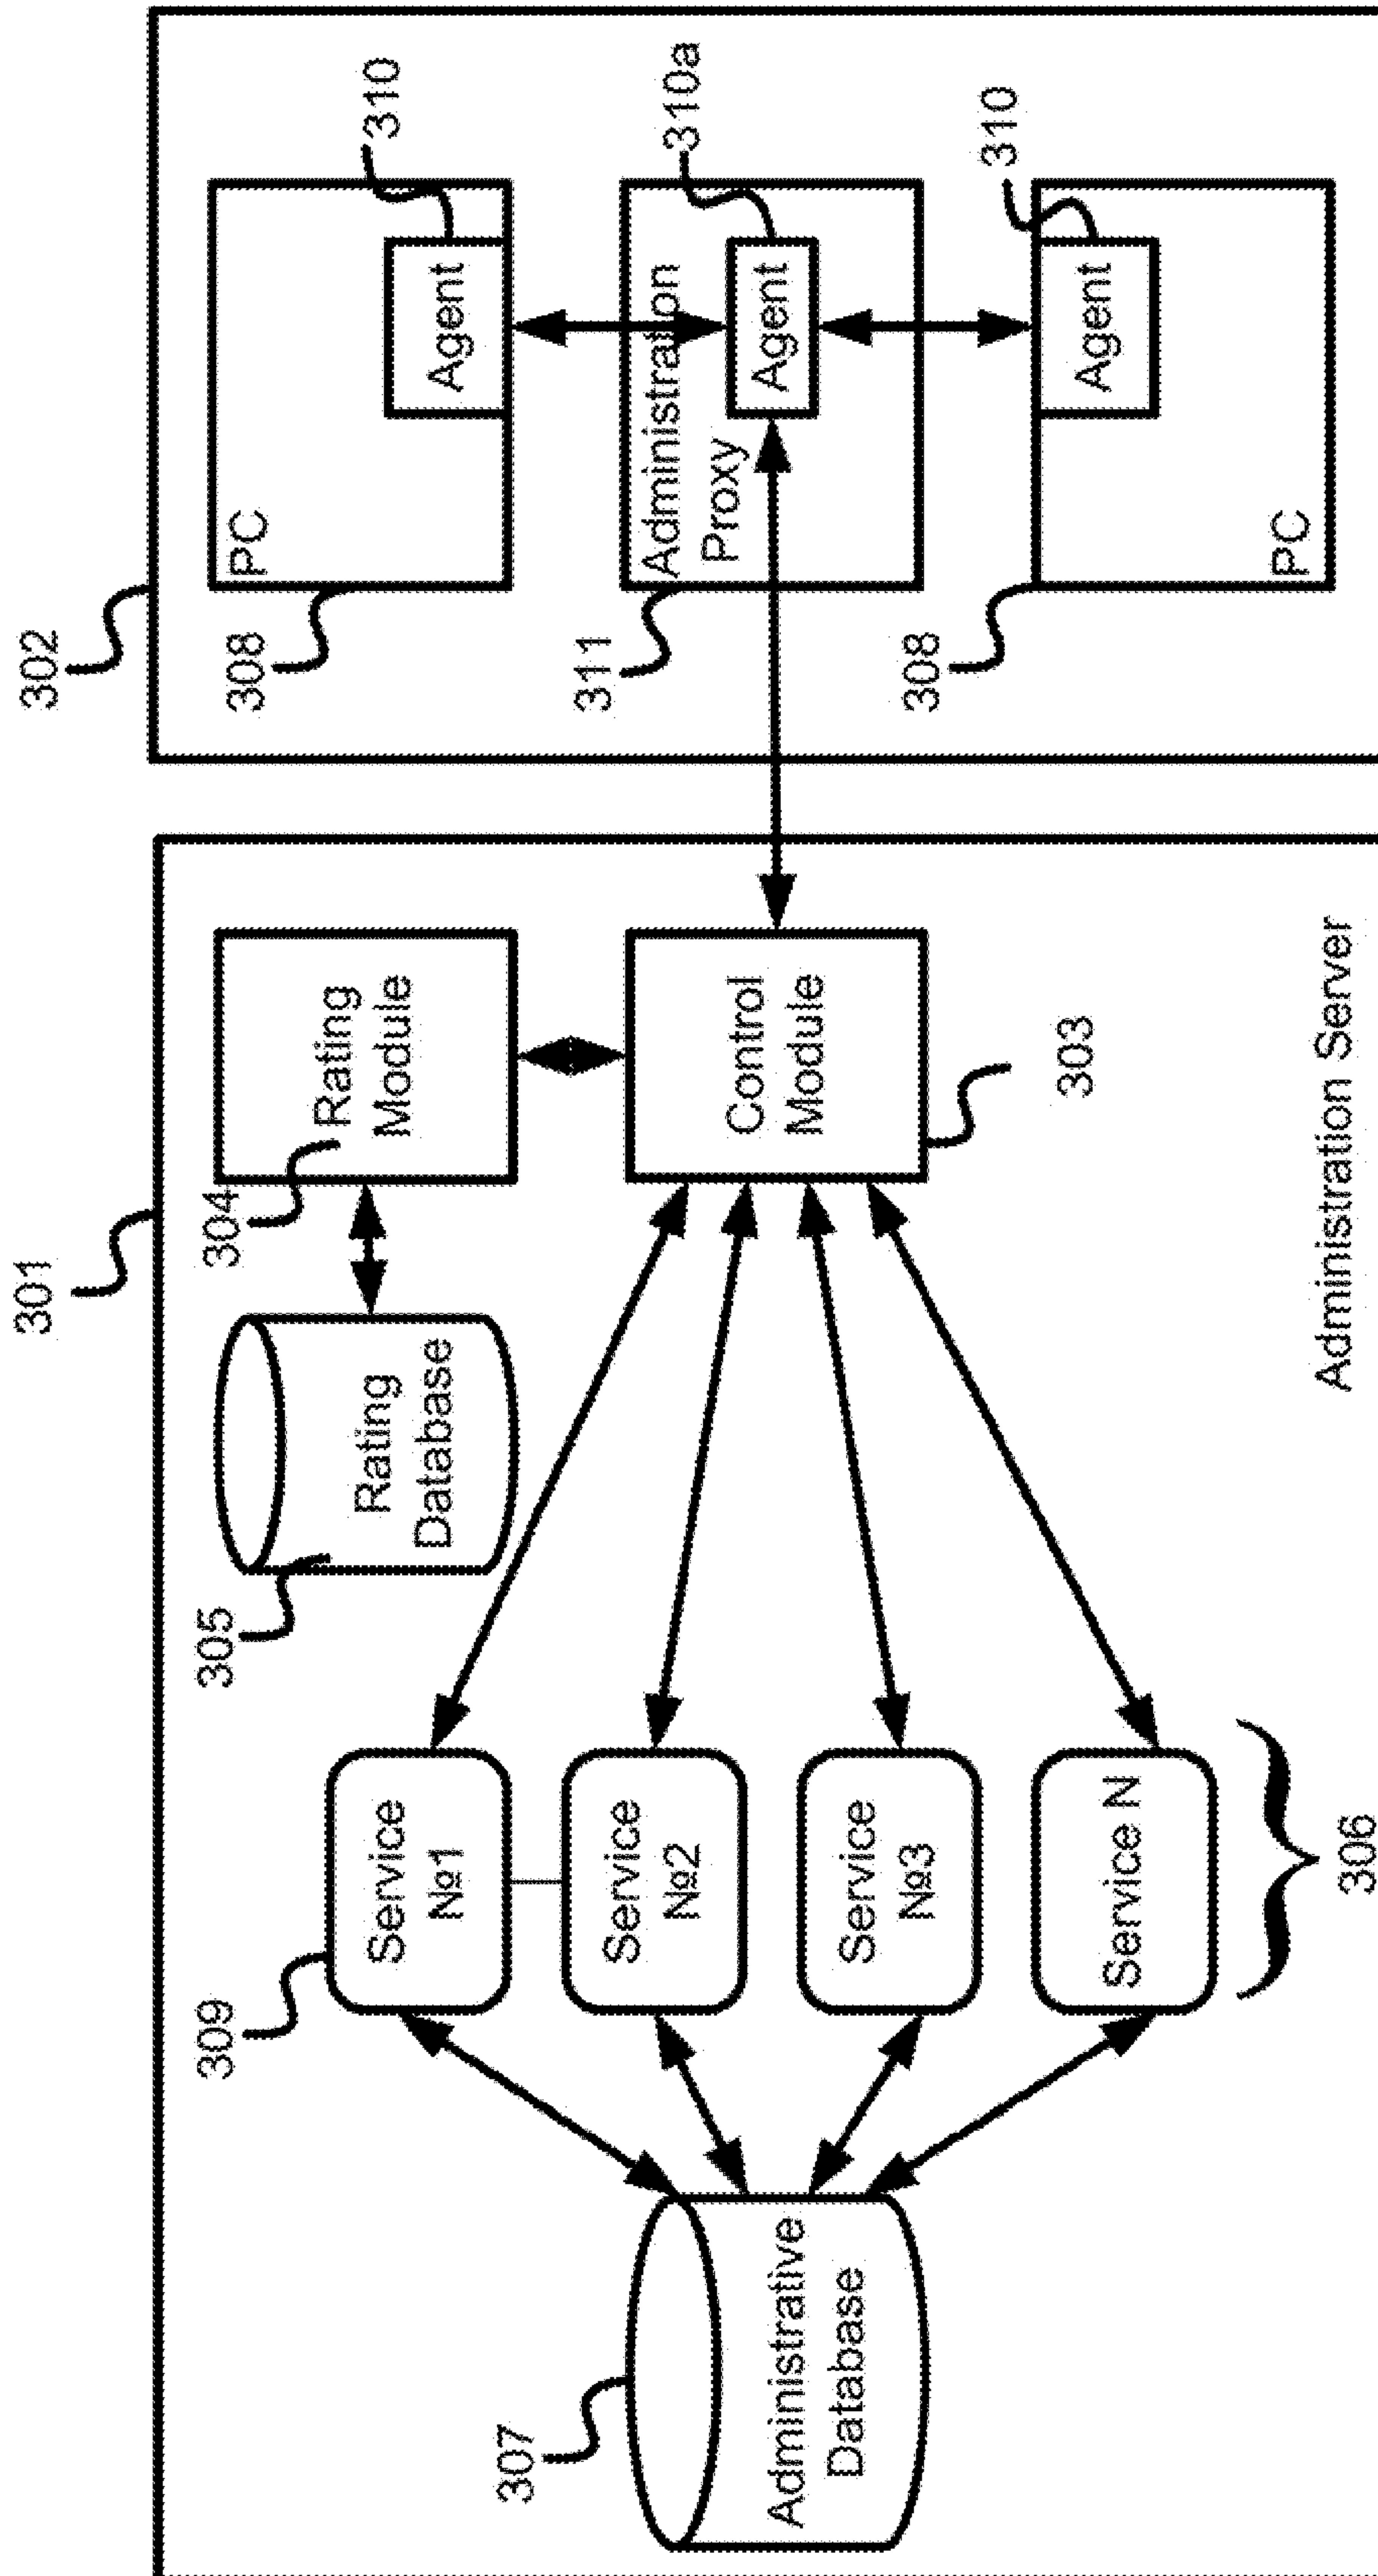 301
302
304
Rating
Module
305
Rating
Database
309
Service
№1
Service
№2
Service
№3
Service N
306
307
Administrative
Database
Control
Module
303
Administration Server
308
PC
Agent
310
311
Administration
Proxy
Agent
310a
308
PC
Agent
310